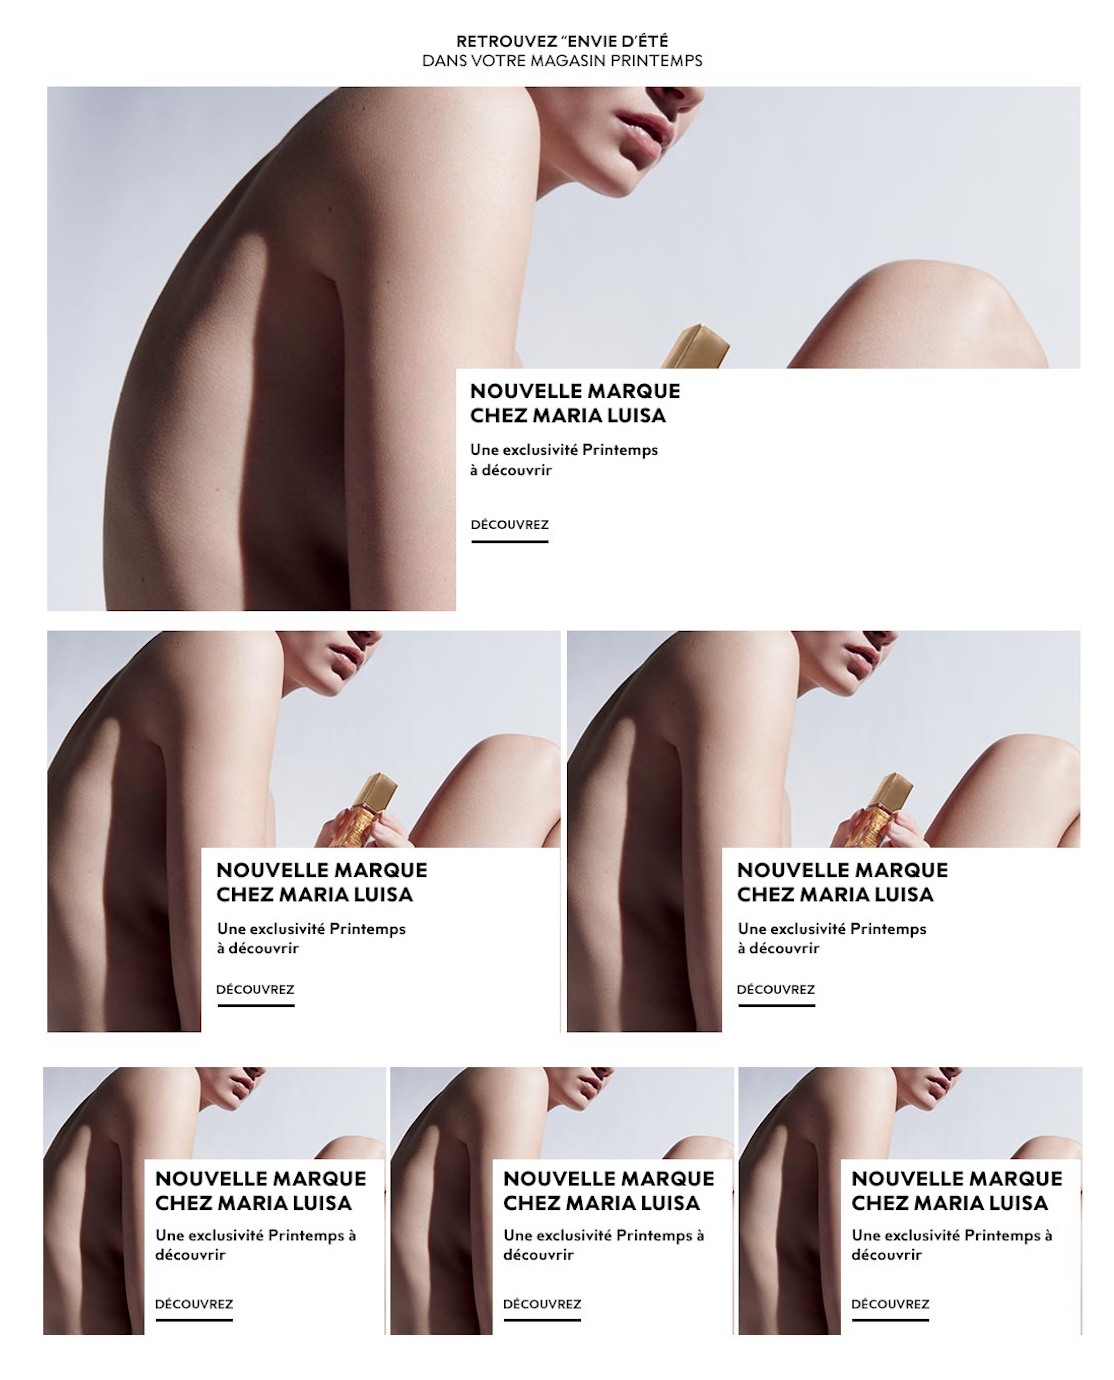 RETROUVEZ “ENVIE D’ÉTÉ
DANS VOTRE MAGASIN PRINTEMPS
NOUVELLE MARQUE
CHEZ MARIA LUISA
Une exclusivité Printemps
à découvrir
DÉCOUVREZ
NOUVELLE MARQUE
CHEZ MARIA LUISA
Une exclusivité Printemps
à découvrir
DÉCOUVREZ
NOUVELLE MARQUE
CHEZ MARIA LUISA
Une exclusivité Printemps
à découvrir
DÉCOUVREZ
NOUVELLE MARQUE
CHEZ MARIA LUISA
Une exclusivité Printemps à
découvrir
DÉCOUVREZ
NOUVELLE MARQUE
CHEZ MARIA LUISA
Une exclusivité Printemps à
découvrir
DÉCOUVREZ
NOUVELLE MARQUE
CHEZ MARIA LUISA
Une exclusivité Printemps à
découvrir
DÉCOUVREZ